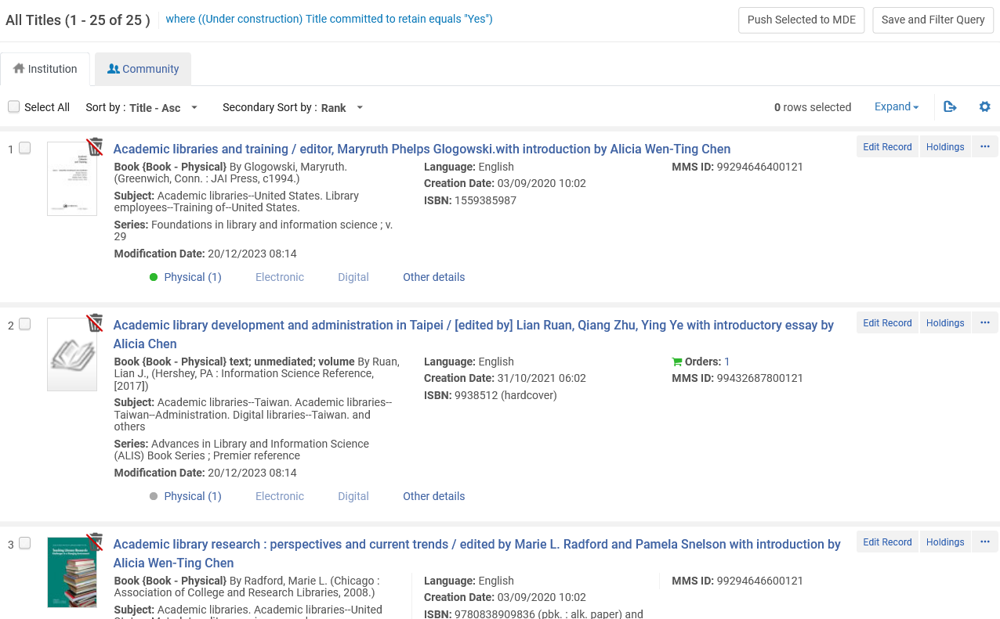 All Titles (1 - 25 of 25 )
where ((Under construction) Title committed to retain equals "Yes")
Push Selected to MDE
Save and Filter Query
Institution
Community
Select All
Sort by : Title - Asc
Secondary Sort by : Rank
0 rows selected
Expand
1
Academic libraries and training / editor, Maryruth Phelps Glogowski.with introduction by Alicia Wen-Ting Chen
Edit Record
Holdings
Book {Book - Physical} By Glogowski, Maryruth.
(Greenwich, Conn. : JAI Press, c1994.)
Subject: Academic libraries--United States. Library
employees--Training of--United States.
Series: Foundations in library and information science ; v.
29
Modification Date: 20/12/2023 08:14
Language: English
Creation Date: 03/09/2020 10:02
ISBN: 1559385987
MMS ID: 99294646400121
Physical (1)
Electronic
Digital
Other details
2
Academic library development and administration in Taipei / [edited by] Lian Ruan, Qiang Zhu, Ying Ye with introductory essay by
Alicia Chen
Edit Record
Holdings
Book {Book - Physical} text; unmediated; volume By Ruan,
Lian J., (Hershey, PA : Information Science Reference,
[2017])
Subject: Academic libraries--Taiwan. Academic libraries--
Taiwan--Administration. Digital libraries--Taiwan. and
others
Series: Advances in Library and Information Science
(ALIS) Book Series ; Premier reference
Modification Date: 20/12/2023 08:14
Language: English
Creation Date: 31/10/2021 06:02
ISBN: 9938512 (hardcover)
Orders: 1
MMS ID: 99432687800121
Physical (1)
Electronic
Digital
Other details
3
Academic library research : perspectives and current trends / edited by Marie L. Radford and Pamela Snelson with introduction by
Alicia Wen-Ting Chen
Edit Record
Holdings
Book {Book - Physical} By Radford, Marie L. (Chicago :
Association of College and Research Libraries, 2008.)
Subject: Academic libraries. Academic libraries--United
Language: English
Creation Date: 03/09/2020 10:02
ISBN: 9780838909836 (pbk. : alk. paper) and
MMS ID: 99294646600121